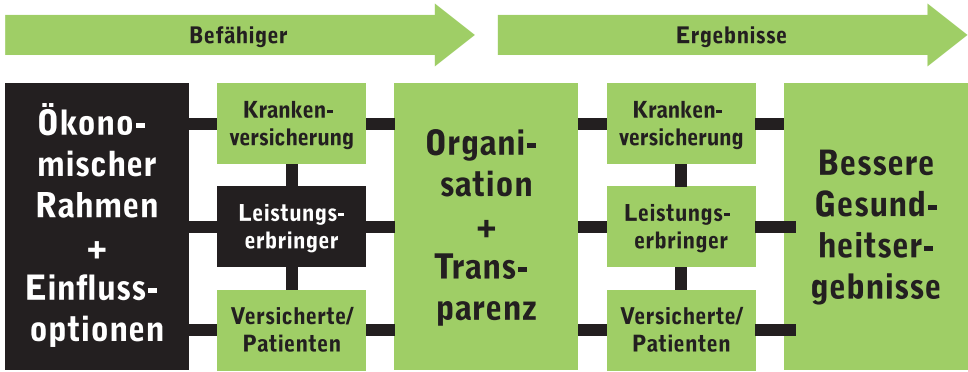 Befähiger
Ergebnisse
Ökono-
mischer
Rahmen
+
Einfluss-
optionen
Kranken-
versicherung
Leistungs-
erbringer
Versicherte/
Patienten
Organi-
sation
+
Trans-
parenz
Kranken-
versicherung
Leistungs-
erbringer
Versicherte/
Patienten
Bessere
Gesund-
heitser-
gebnisse